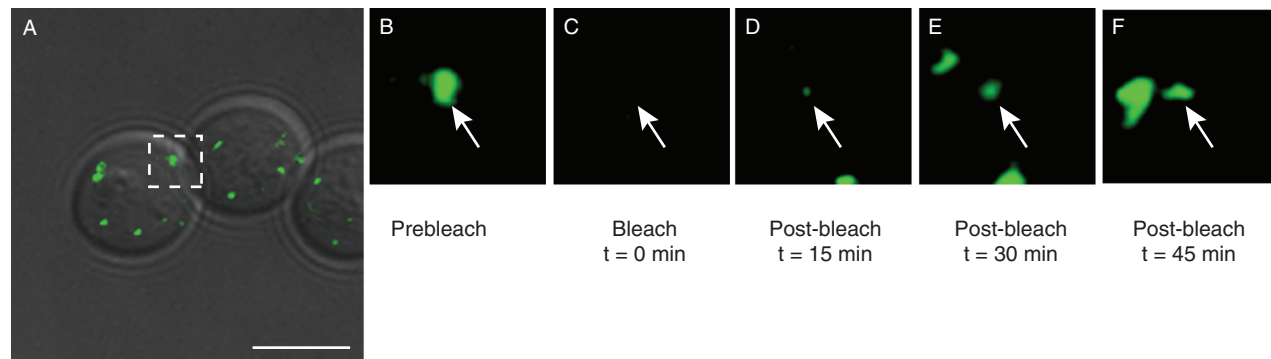 A
B
C
D
E
F
Prebleach
Bleach
t = 0 min
Post-bleach
t = 15 min
Post-bleach
t = 30 min
Post-bleach
t = 45 min